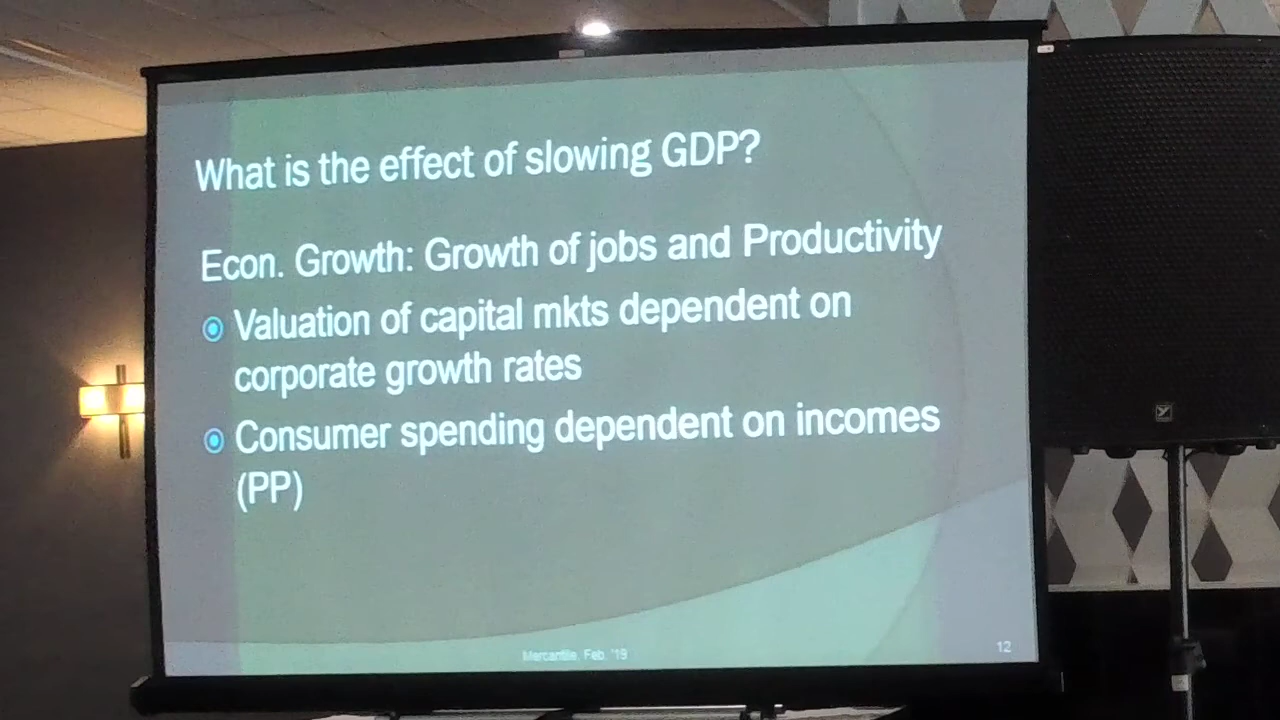 What is the effect of slowing GDP?
Econ. Growth: Growth of jobs and Productivity
Valuation of capital mkts dependent on
corporate growth rates
Consumer spending dependent on incomes
(PP)
Mercantile, Feb. '19
12